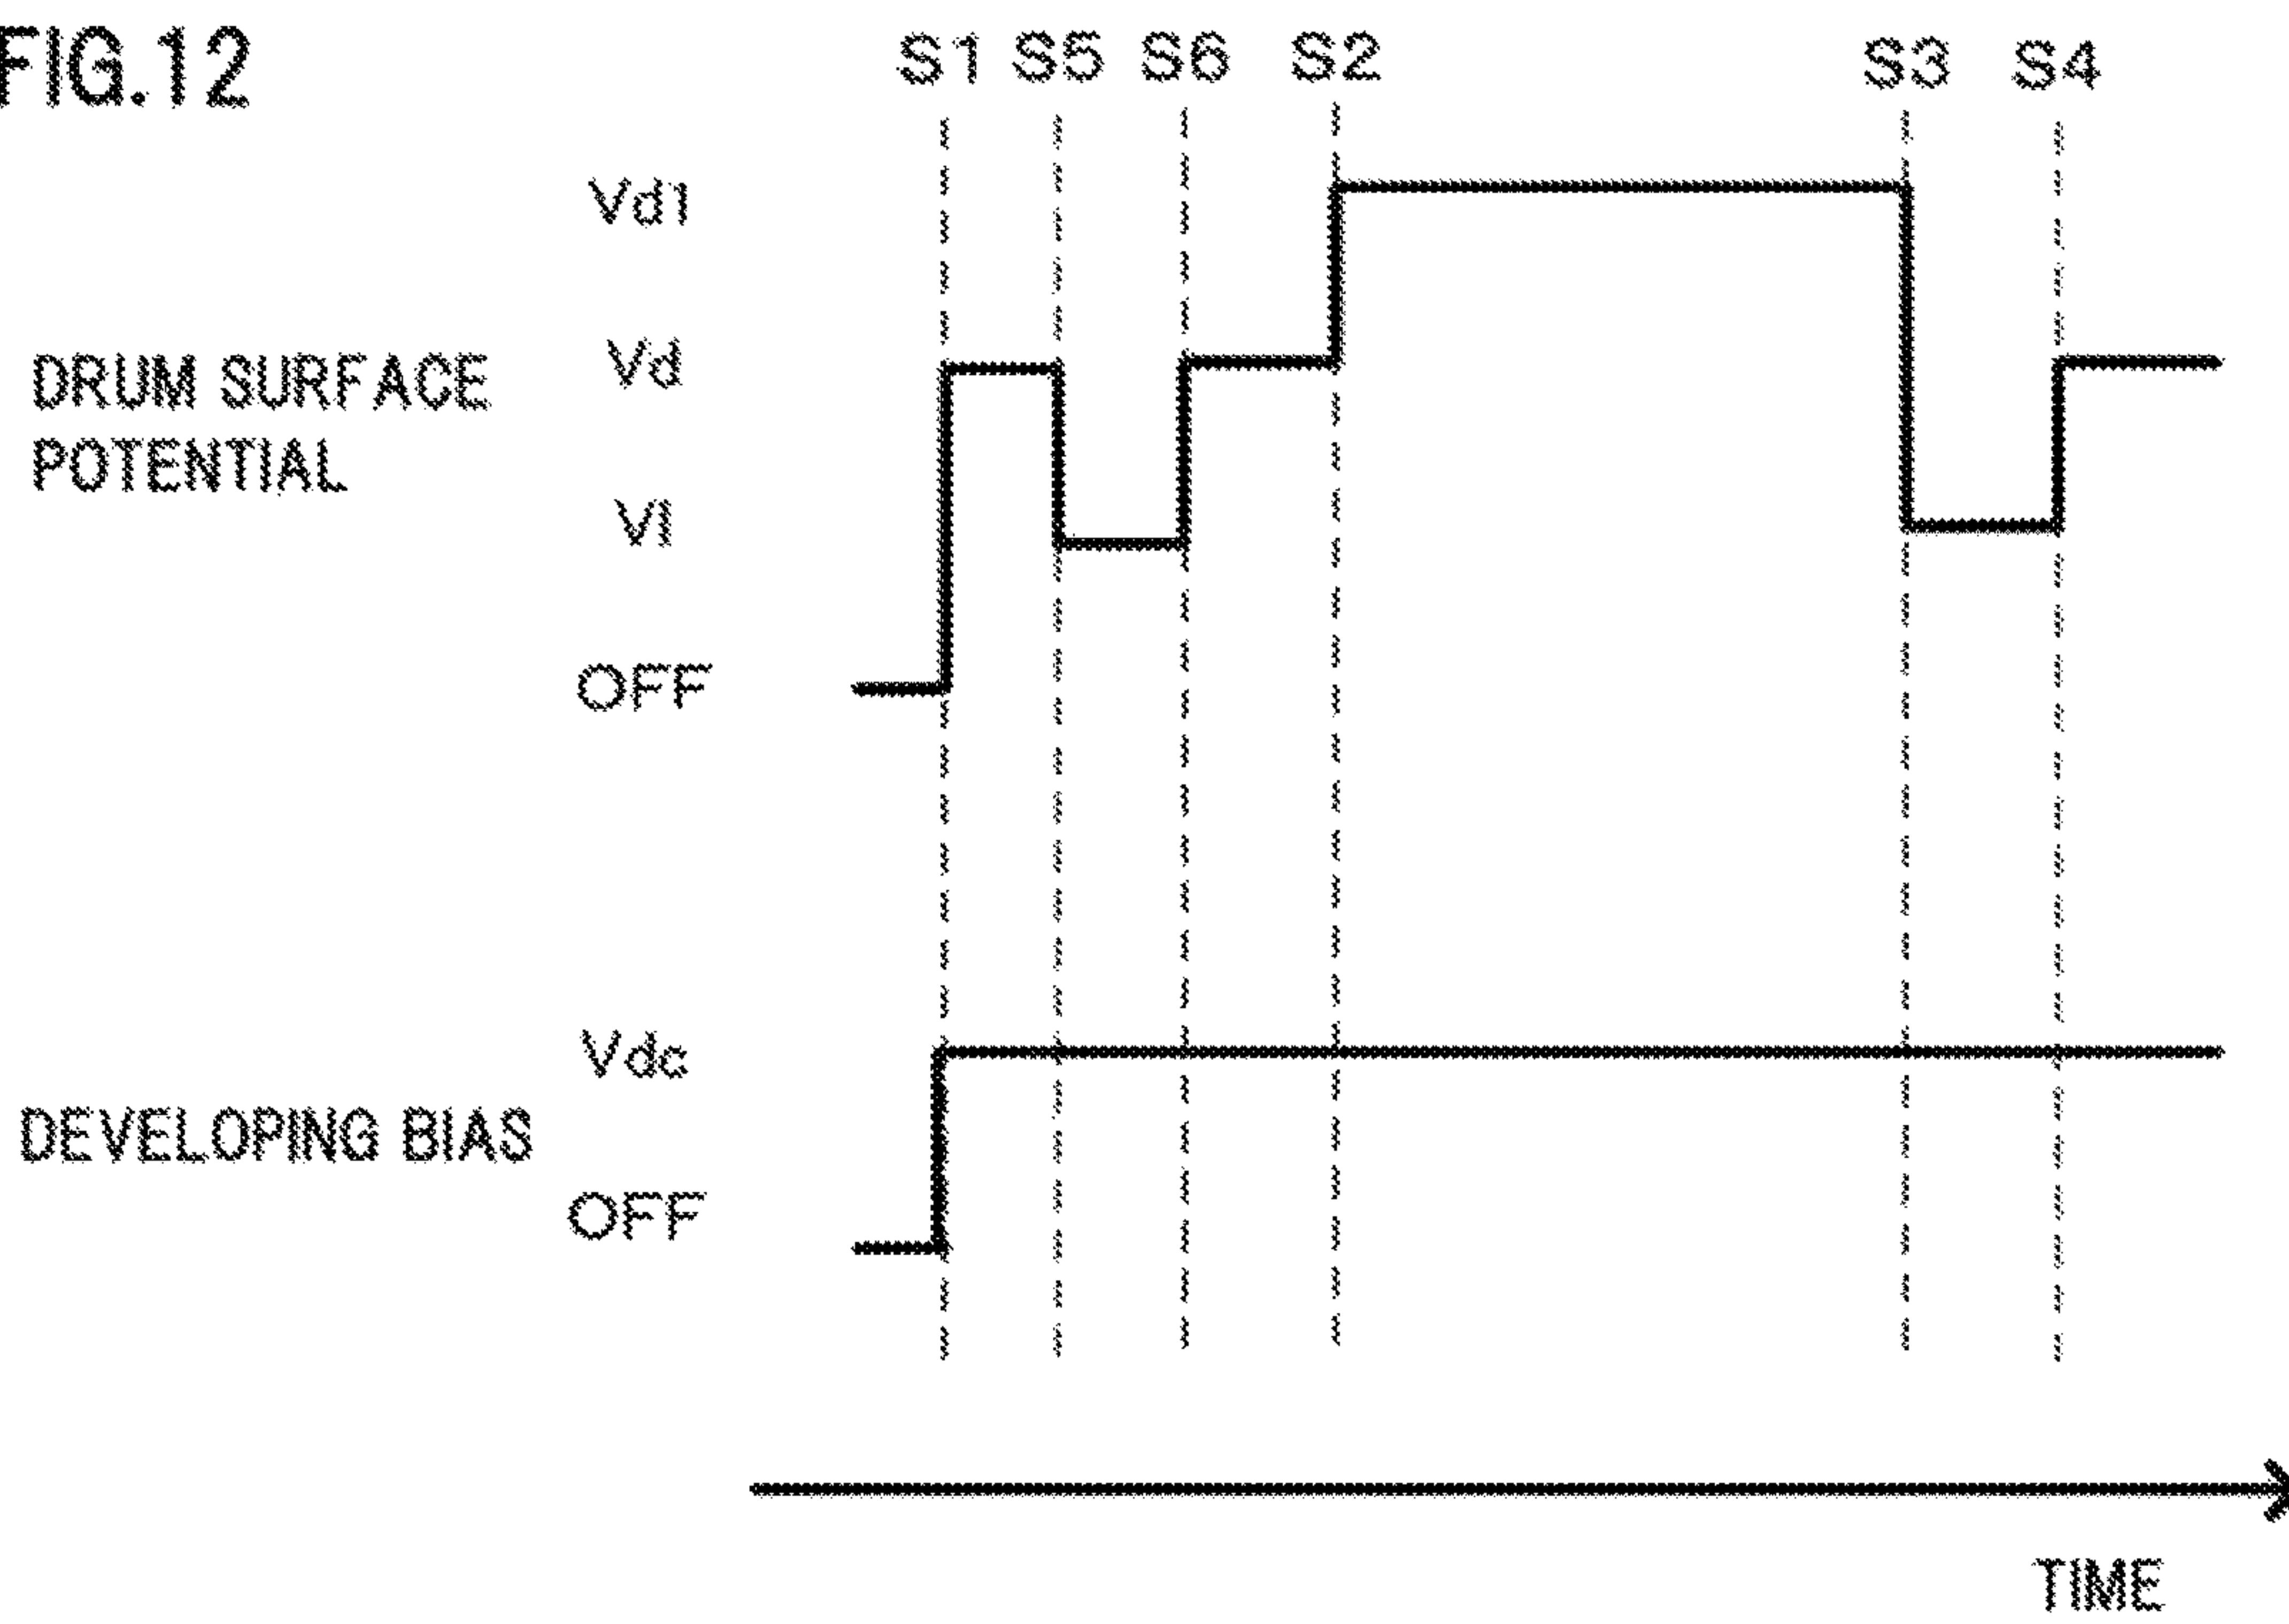 FIG.12
S1 S5 S6 S2 S3 S4
Vd1
Vd
DRUM SURFACE
POTENTIAL
Vl
OFF
Vdc
DEVELOPING BIAS
OFF
TIME